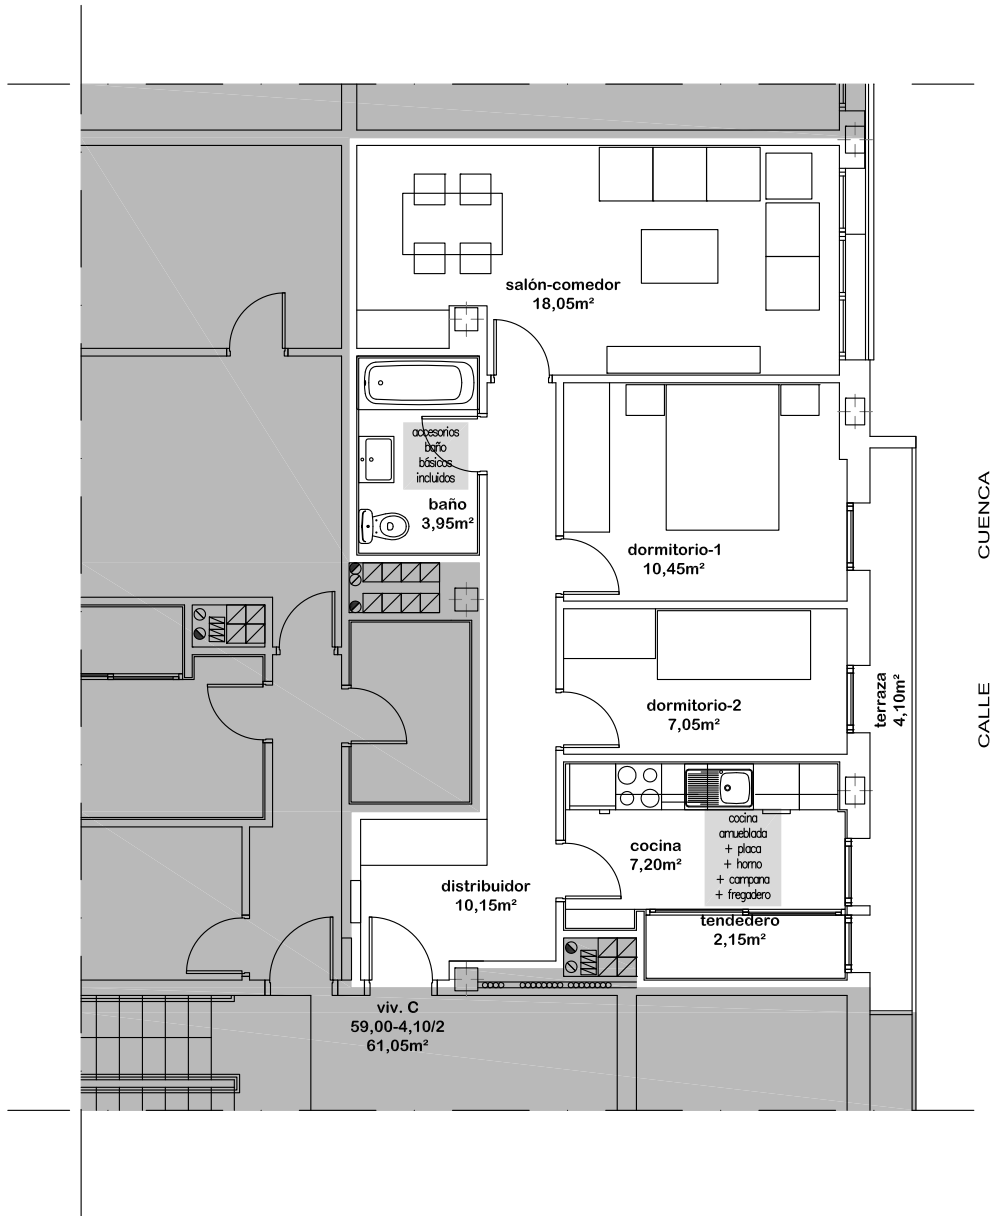 salón-comedor
18,05m²
accesorios
baño
básicos
incluidos
baño
3,95m²
dormitorio-1
10,45m²
dormitorio-2
7,05m²
terraza
4,10m²
CALLE CUENCA
cocina
amueblada
+ placa
+ horno
+ campana
+ fregadero
cocina
7,20m²
distribuidor
10,15m²
tendedero
2,15m²
viv. C
59,00-4,10/2
61,05m²